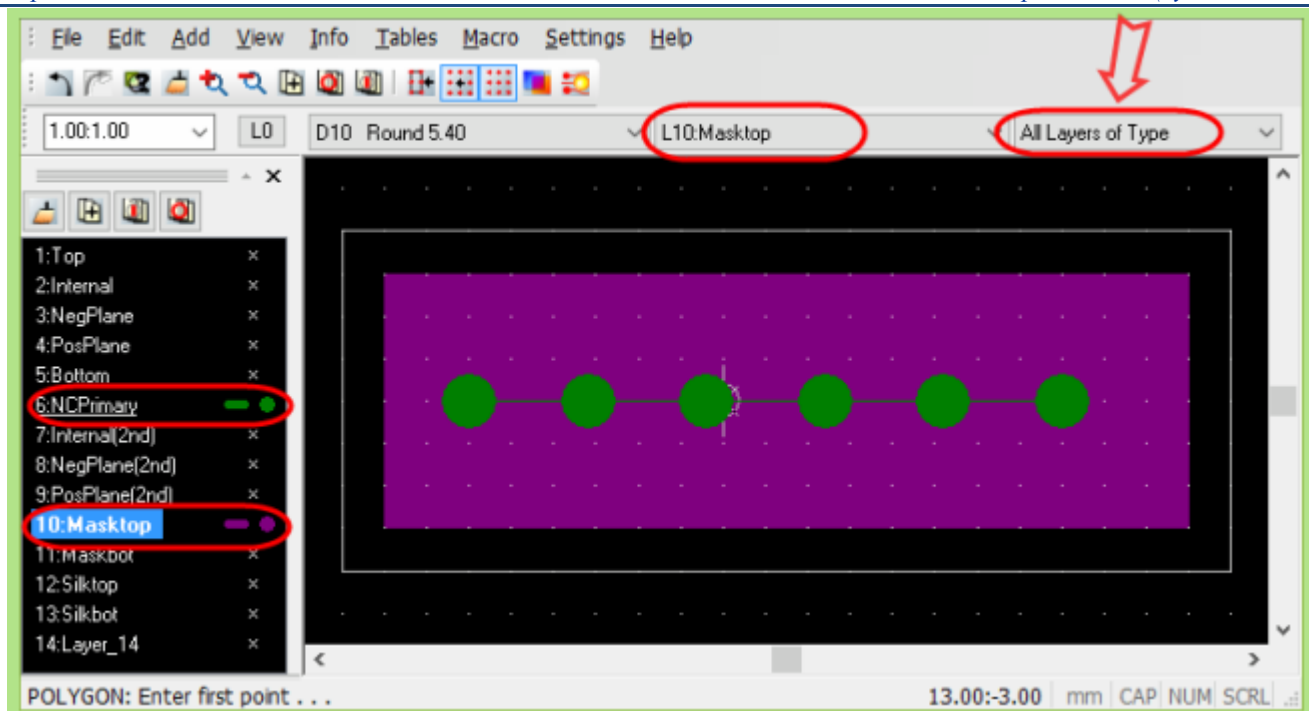 File Edit Add View Info Tables Macro Settings Help
1.00:1.00 L0 D10 Round 5.40 L10:Masktop All Layers of Type
1:Top
2:Internal
3:NegPlane
4:PosPlane
5:Bottom
6:NCPrimary
7:Internal(2nd)
8:NegPlane(2nd)
9:PosPlane(2nd)
10:Masktop
11:Maskbot
12:Silktop
13:Silkbot
14:Layer_14
POLYGON: Enter first point . . . 13.00:-3.00 mm CAP NUM SCRL